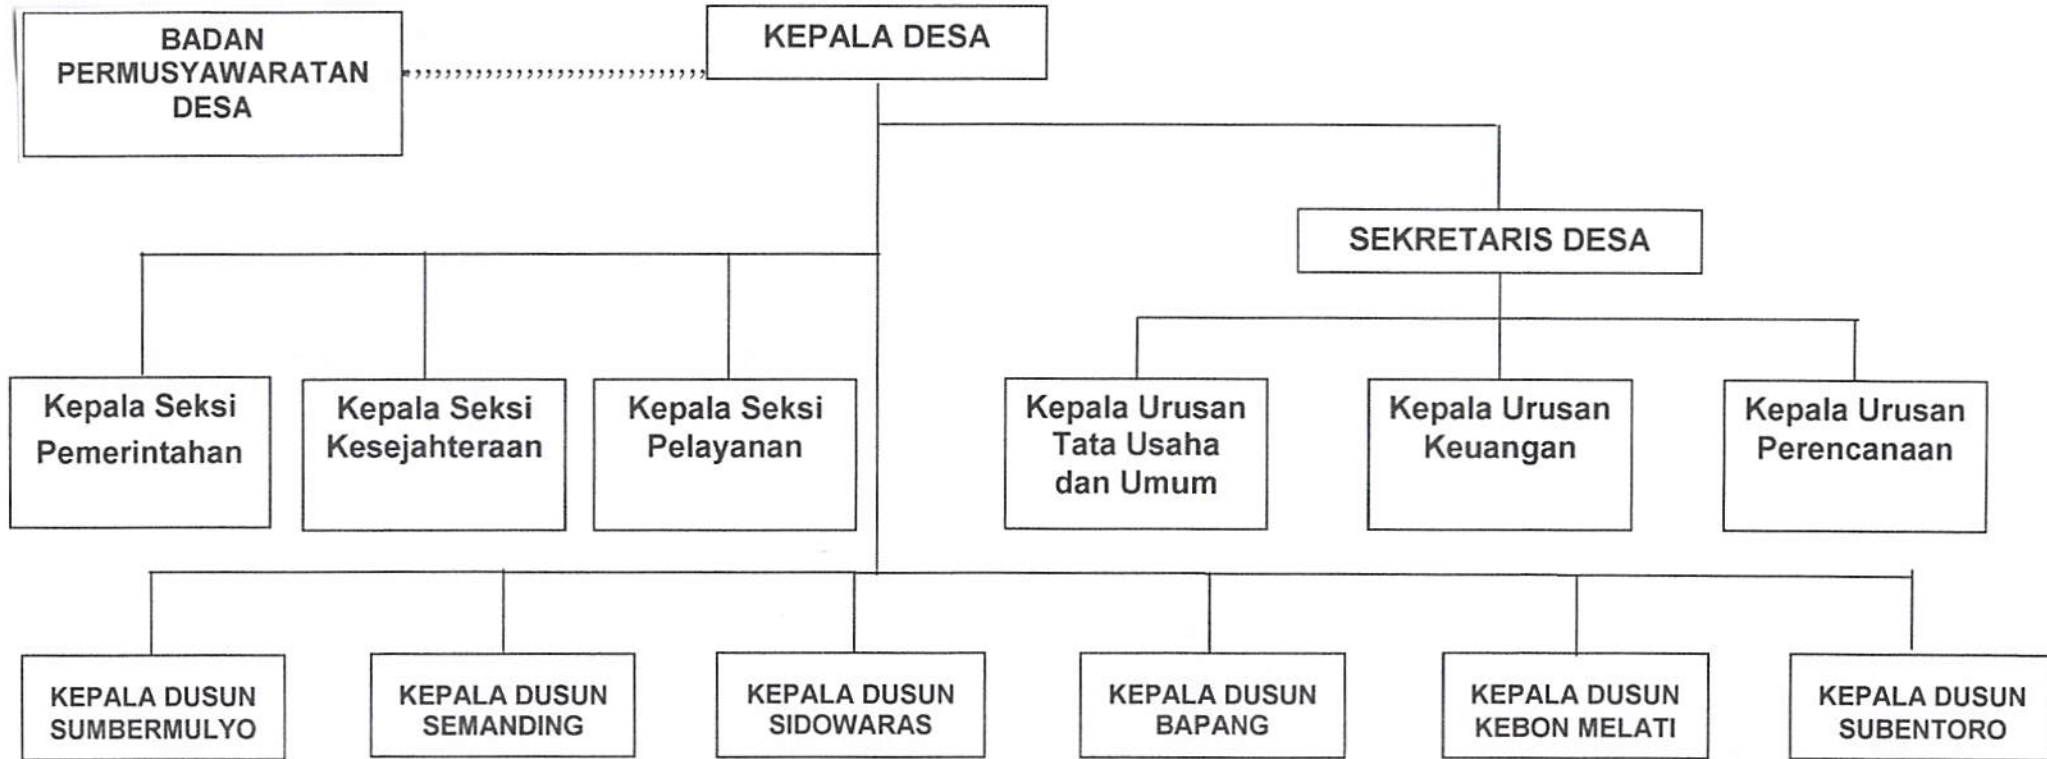 BADAN
PERMUSYAWARATAN
DESA
KEPALA DESA
SEKRETARIS DESA
Kepala Seksi
Pemerintahan
Kepala Seksi
Kesejahteraan
Kepala Seksi
Pelayanan
Kepala Urusan
Tata Usaha
dan Umum
Kepala Urusan
Keuangan
Kepala Urusan
Perencanaan
KEPALA DUSUN
SUMBERMULYO
KEPALA DUSUN
SEMANDING
KEPALA DUSUN
SIDOWARAS
KEPALA DUSUN
BAPANG
KEPALA DUSUN
KEBON MELATI
KEPALA DUSUN
SUBENTORO